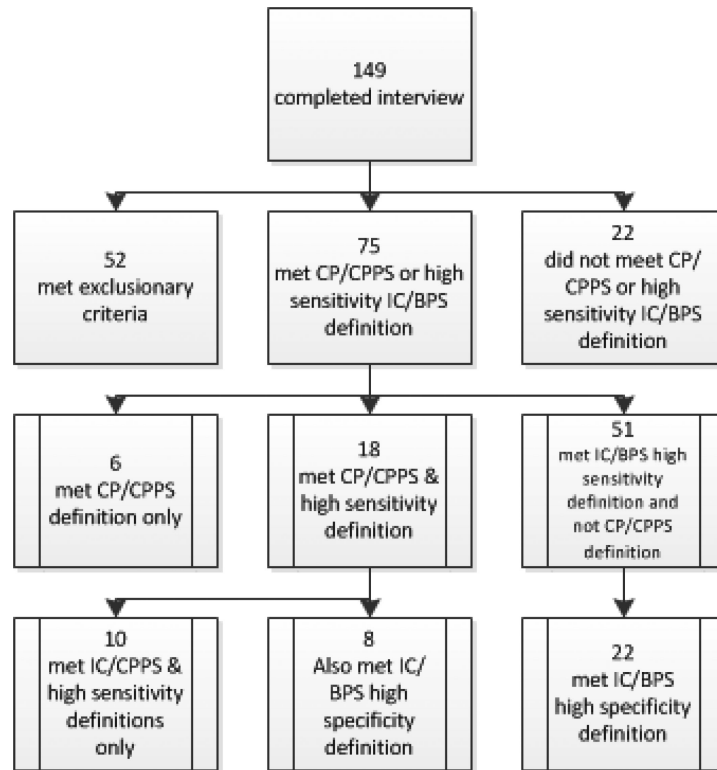 149
completed interview
52
met exclusionary
criteria
75
met CP/CPPS or high
sensitivity IC/BPS
definition
22
did not meet CP/
CPPS or high
sensitivity IC/BPS
definition
6
met CP/CPPS
definition only
18
met CP/CPPS &
high sensitivity
definition
51
met IC/BPS high
sensitivity
definition and
not CP/CPPS
definition
10
met IC/CPPS &
high sensitivity
definitions
only
8
Also met IC/
BPS high
specificity
definition
22
met IC/BPS
high specificity
definition